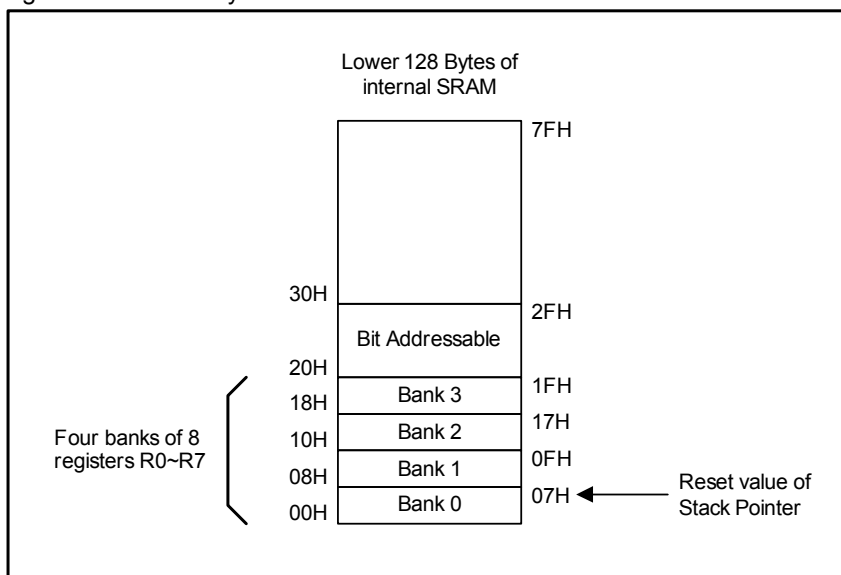 Lower 128 Bytes of
internal SRAM
7FH
30H
2FH
Bit Addressable
20H
1FH
Bank 3
18H
17H
Bank 2
10H
0FH
Bank 1
08H
07H
Bank 0
00H
Four banks of 8
registers R0~R7
Reset value of
Stack Pointer